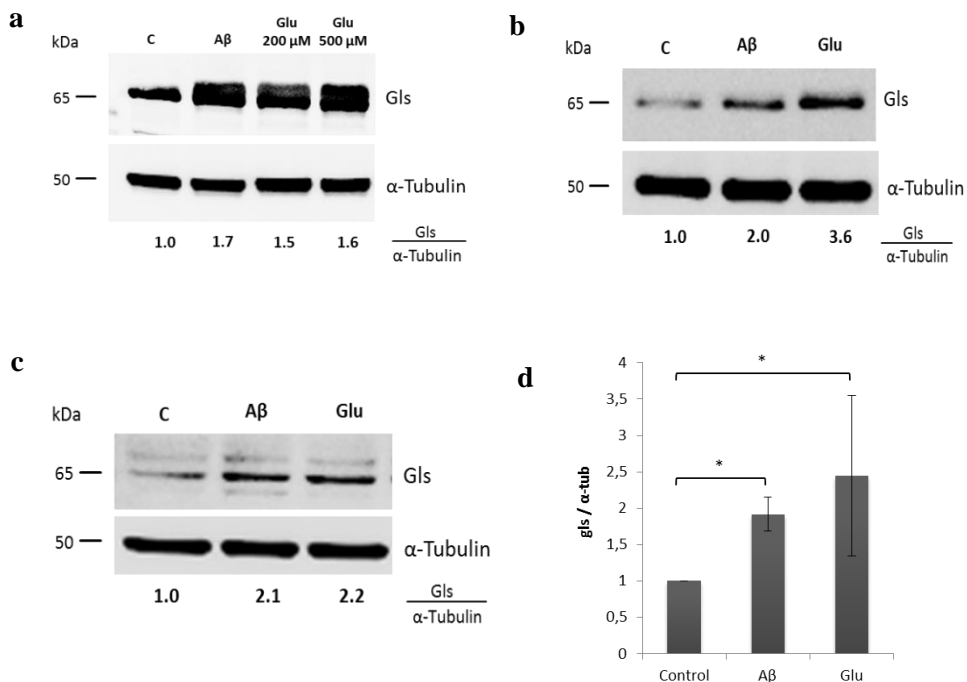 a
kDa
C
Aβ
Glu
200 µM
Glu
500 µM
65
Gls
50
α-Tubulin
1.0 1.7 1.5 1.6
Gls
α-Tubulin
b
kDa
C Aβ Glu
65
Gls
50
α-Tubulin
1.0 2.0 3.6
Gls
α-Tubulin
c
kDa
C Aβ Glu
65
Gls
50
α-Tubulin
1.0 2.1 2.2
Gls
α-Tubulin
d
gls / α-tub
4
3,5
3
2,5
2
1,5
1
0,5
0
*
*
Control Aβ Glu